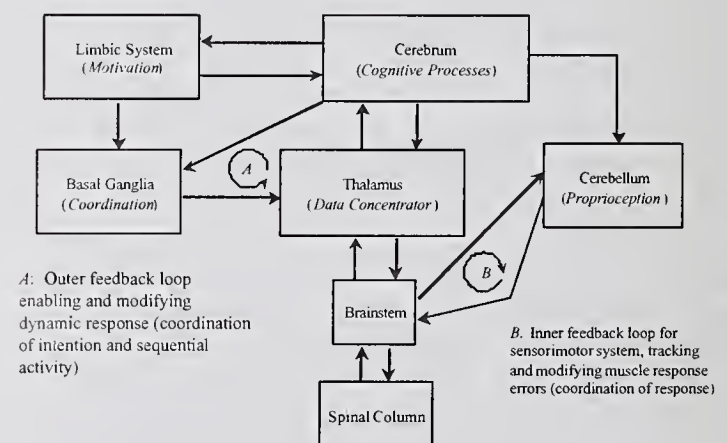 Limbic System
(Motivation)
Cerebrum
(Cognitive Processes)
Basal Ganglia
(Coordination)
A
Thalamus
(Data Concentrator)
Cerebellum
(Proprioception)
A: Outer feedback loop
enabling and modifying
dynamic response (coordination
of intention and sequential
activity)
B
Brainstem
B. Inner feedback loop for
sensorimotor system, tracking
and modifying muscle response
errors (coordination of response)
Spinal Column